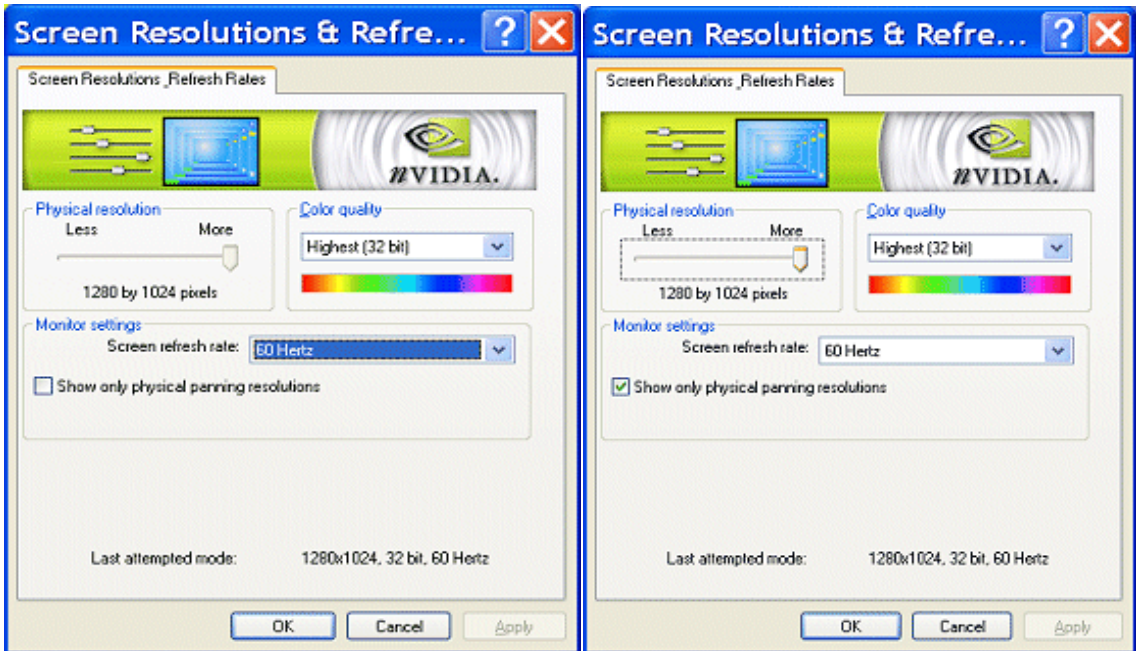 Screen Resolutions & Refre...
Screen Resolutions _Refresh Rates
nVIDIA.
Physical resolution
Less More
1280 by 1024 pixels
Color quality
Highest (32 bit)
Monitor settings
Screen refresh rate: 60 Hertz
Show only physical panning resolutions
Last attempted mode: 1280x1024, 32 bit, 60 Hertz
OK Cancel Apply
Screen Resolutions & Refre...
Screen Resolutions _Refresh Rates
nVIDIA.
Physical resolution
Less More
1280 by 1024 pixels
Color quality
Highest (32 bit)
Monitor settings
Screen refresh rate: 60 Hertz
Show only physical panning resolutions
Last attempted mode: 1280x1024, 32 bit, 60 Hertz
OK Cancel Apply